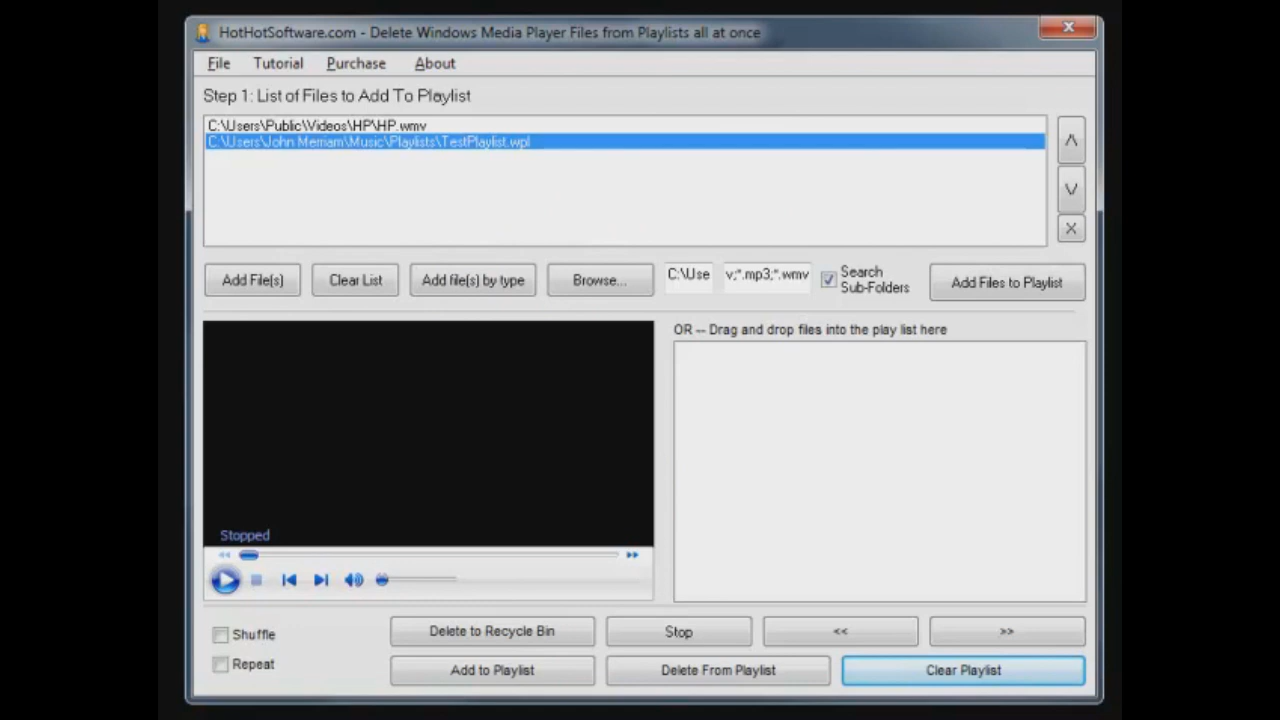 HotHotSoftware.com - Delete Windows Media Player Files from Playlists all at once
File Tutorial Purchase About
Step 1: List of Files to Add To Playlist
C:\Users\Public\Videos\HP\HP.wmv
C:\Users\John Merriam\Music\Playlists\TestPlaylist.wpl
Add File(s) Clear List Add file(s) by type Browse... C:\Use v;*.mp3;*.wmv Search Sub-Folders Add Files to Playlist
OR -- Drag and drop files into the play list here
Stopped
Shuffle Delete to Recycle Bin Stop << >>
Repeat Add to Playlist Delete From Playlist Clear Playlist